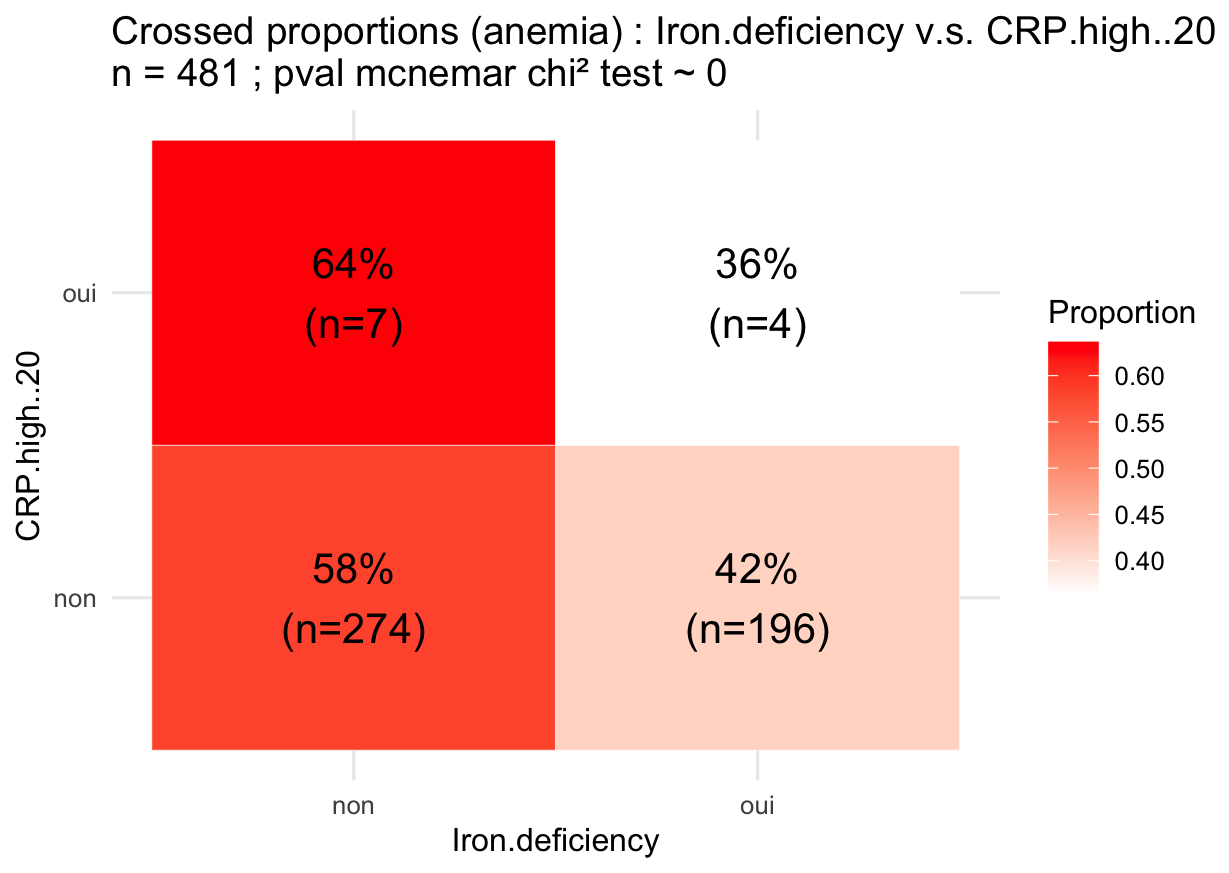 Crossed proportions (anemia) : Iron.deficiency v.s. CRP.high..20
n = 481 ; pval mcnemar chi² test ~ 0
CRP.high..20
oui
non
64%
(n=7)
36%
(n=4)
58%
(n=274)
42%
(n=196)
non
oui
Iron.deficiency
Proportion
0.60
0.55
0.50
0.45
0.40